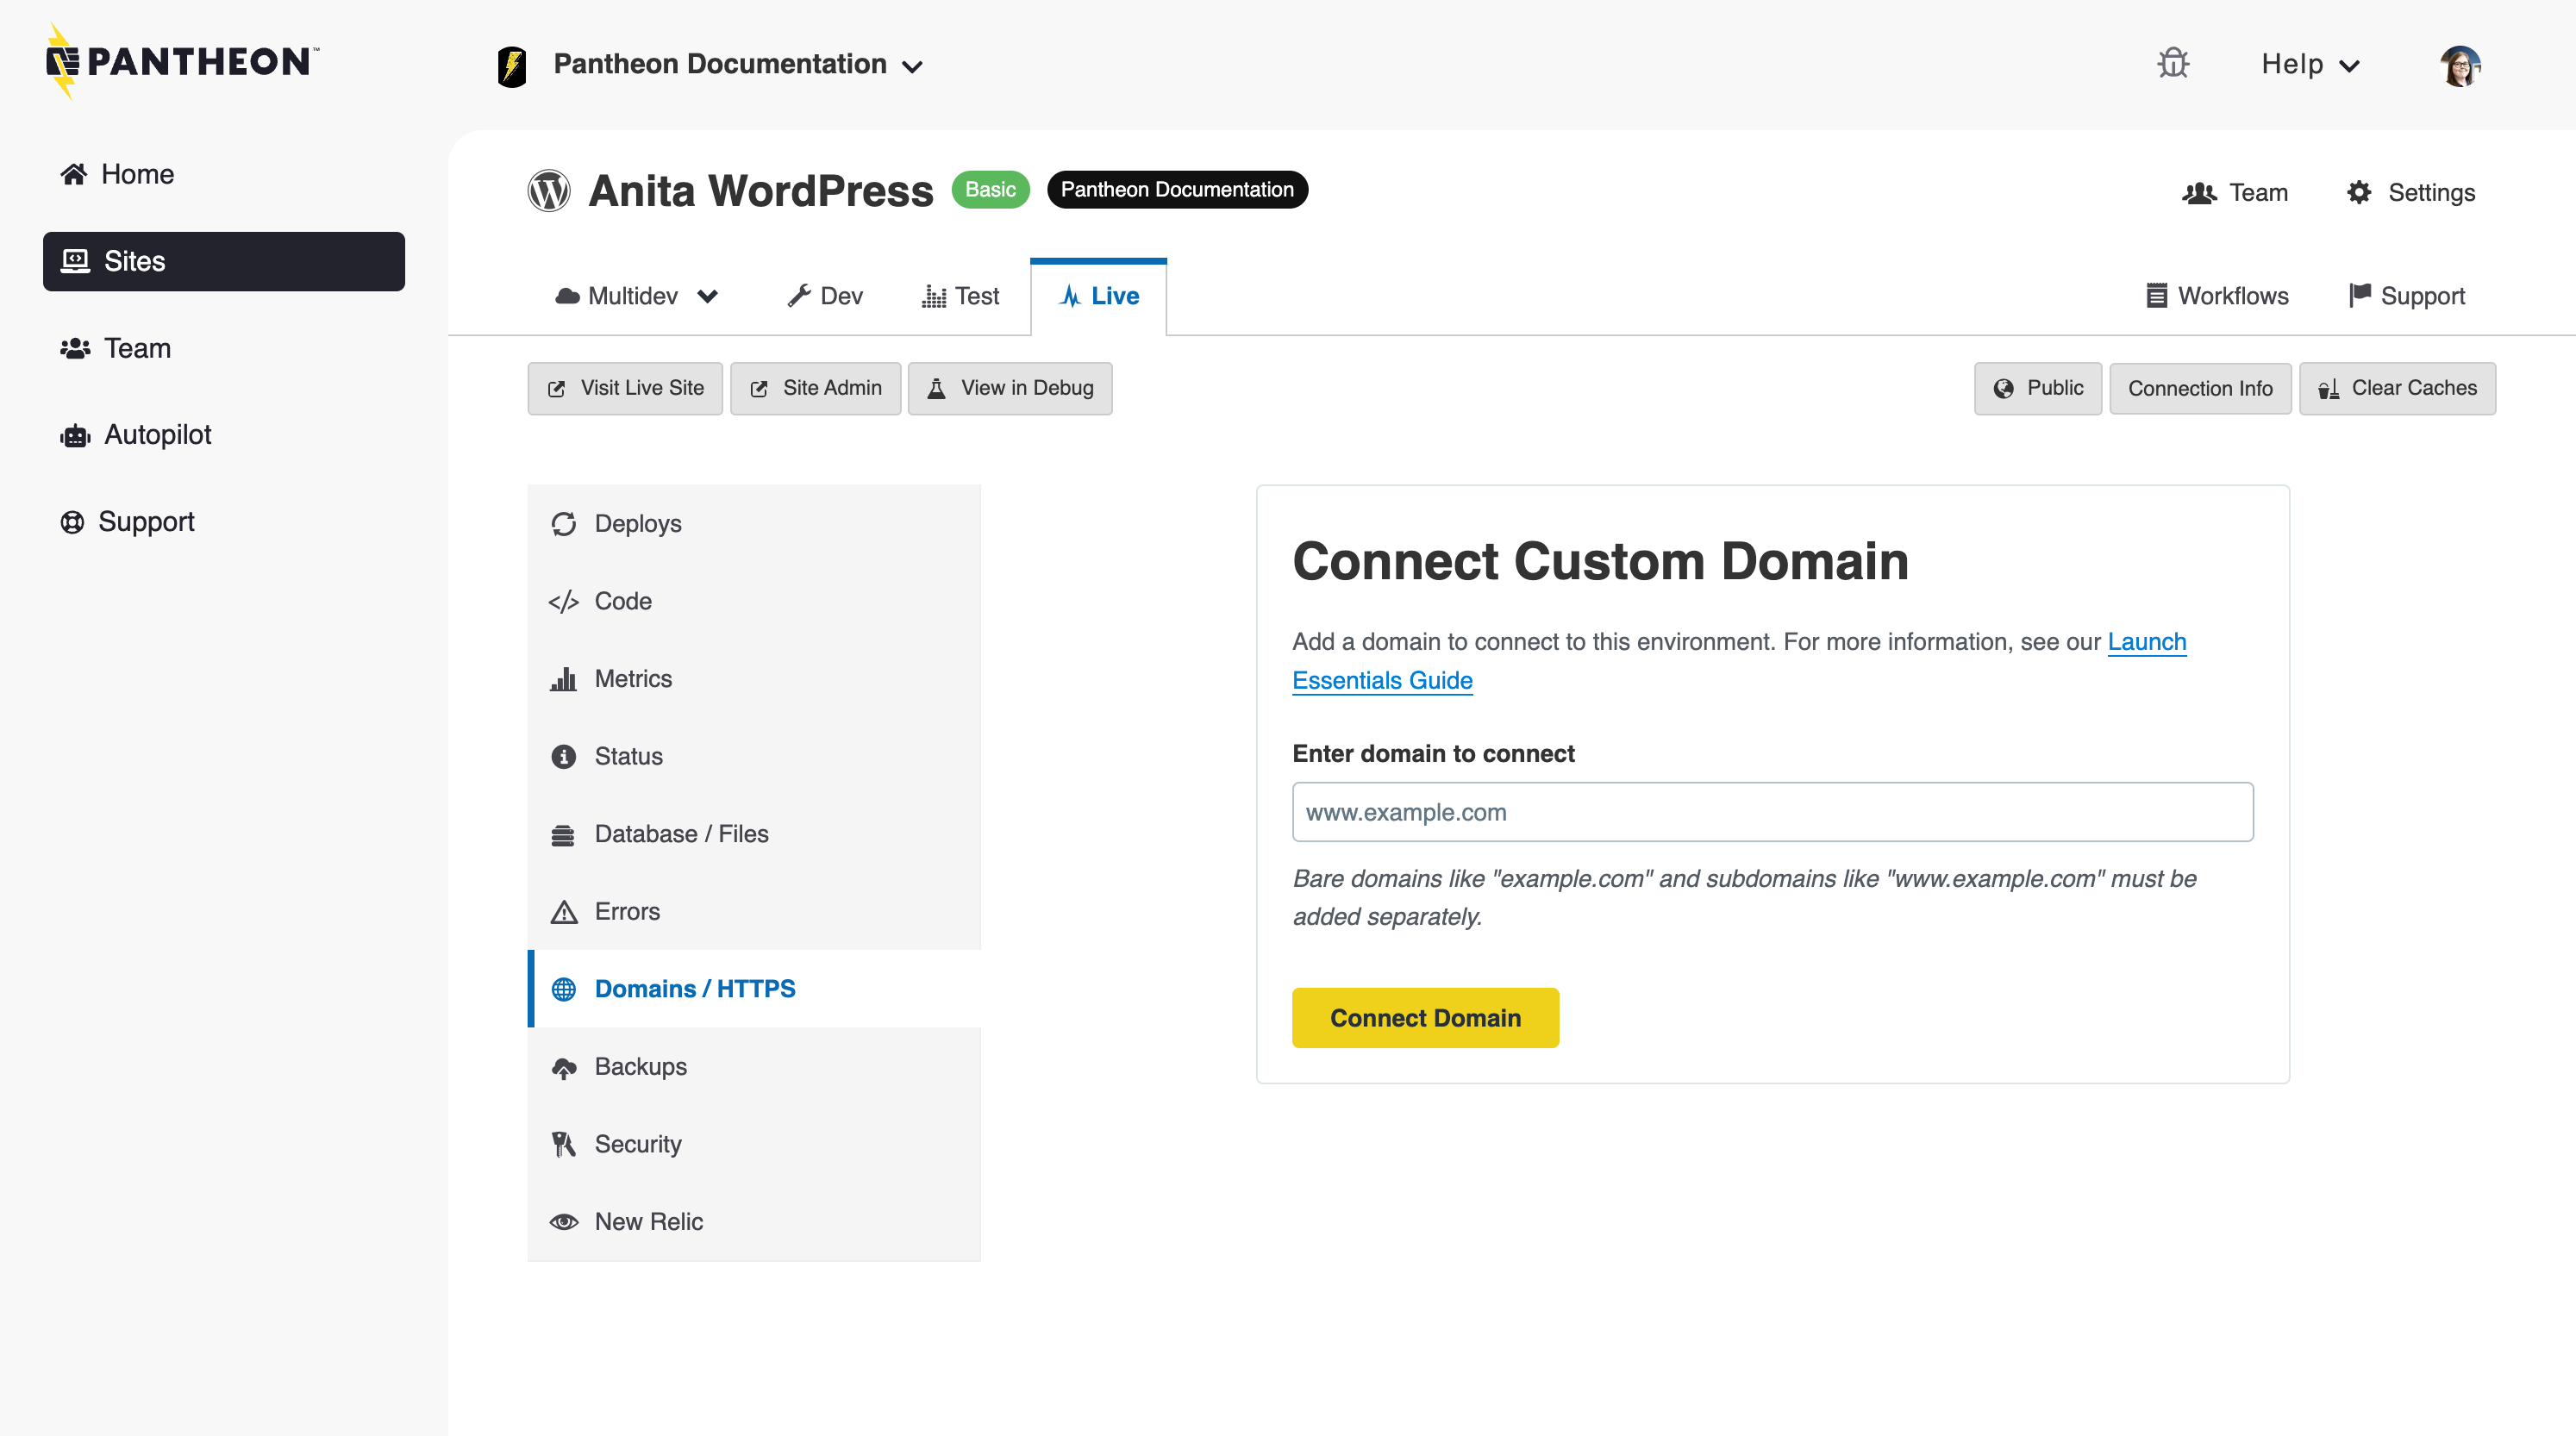 PANTHEON™
Pantheon Documentation
Help
Home
Sites
Team
Autopilot
Support
Anita WordPress
Basic
Pantheon Documentation
Team
Settings
Multidev
Dev
Test
Live
Workflows
Support
Visit Live Site
Site Admin
View in Debug
Public
Connection Info
Clear Caches
Deploys
Code
Metrics
Status
Database / Files
Errors
Domains / HTTPS
Backups
Security
New Relic
Connect Custom Domain
Add a domain to connect to this environment. For more information, see our Launch
Essentials Guide
Enter domain to connect
www.example.com
Bare domains like "example.com" and subdomains like "www.example.com" must be
added separately.
Connect Domain